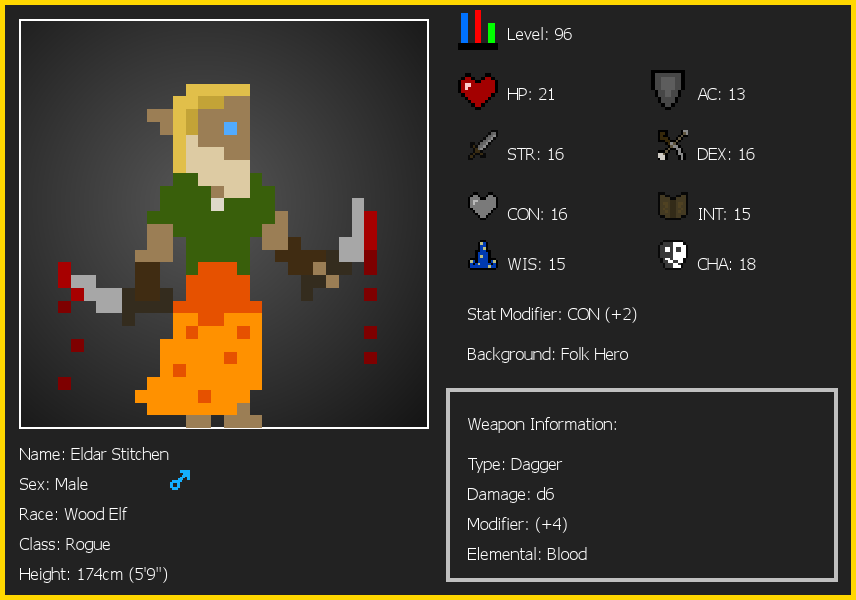 Level: 96
HP: 21
AC: 13
STR: 16
DEX: 16
CON: 16
INT: 15
WIS: 15
CHA: 18
Stat Modifier: CON (+2)
Background: Folk Hero
Weapon Information:
Type: Dagger
Damage: d6
Modifier: (+4)
Elemental: Blood
Name: Eldar Stitchen
Sex: Male
Race: Wood Elf
Class: Rogue
Height: 174cm (5'9")